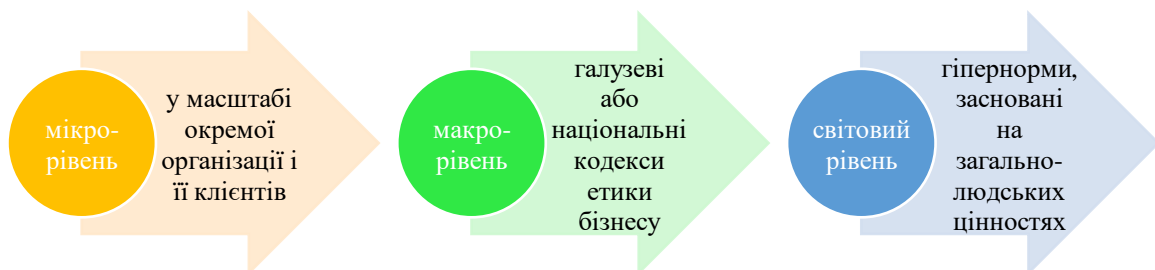 мікро-
рівень
у масштабі
окремої
організації і
її клієнтів
макро-
рівень
галузеві
або
національні
кодекси
етики
бізнесу
світовий
рівень
гіпернорми,
засновані
на
загально-
людських
цінностях